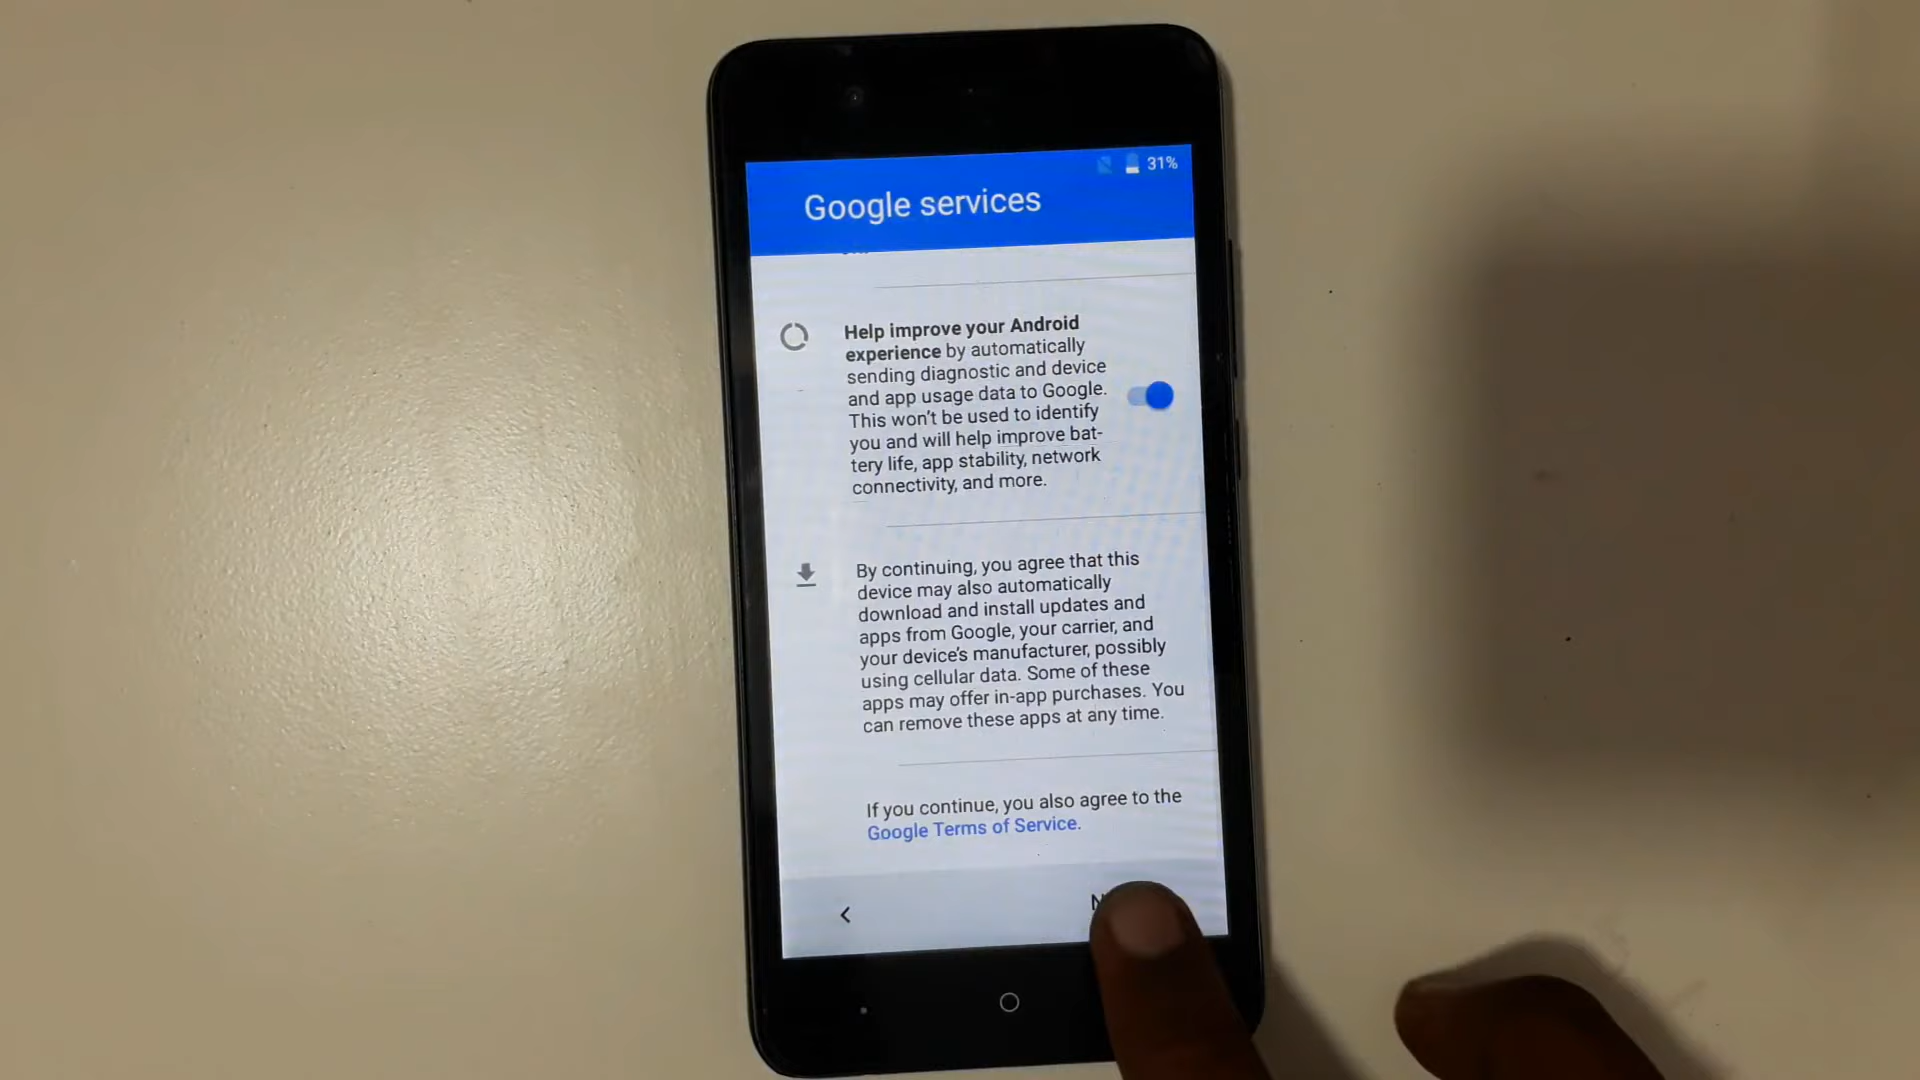 31%
Google services
Help improve your Android
experience by automatically
sending diagnostic and device
and app usage data to Google.
This won't be used to identify
you and will help improve bat-
tery life, app stability, network
connectivity, and more.
By continuing, you agree that this
device may also automatically
download and install updates and
apps from Google, your carrier, and
your device's manufacturer, possibly
using cellular data. Some of these
apps may offer in-app purchases. You
can remove these apps at any time.
If you continue, you also agree to the
Google Terms of Service.